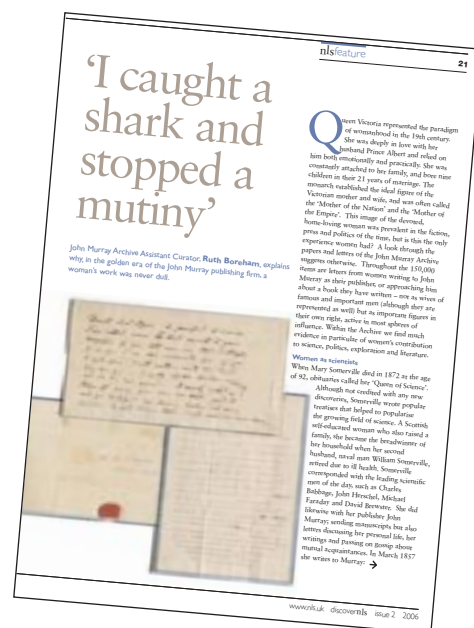 nlsfeature
21
'I caught a
shark and
stopped a
mutiny'
John Murray Archive Assistant Curator, Ruth Boreham, explains
why, in the golden era of the John Murray publishing firm, a
woman's work was never dull.
Queen Victoria represented the paradigm
of womanhood in the 19th century.
She was deeply in love with her
husband Prince Albert and relied on
him both emotionally and practically. She was
constantly attached to her family, and bore nine
children in their 21 years of marriage. The
monarch established the ideal figure of the
Victorian mother and wife, and was often called
the 'Mother of the Nation' and the 'Mother of
the Empire'. This image of the devoted,
home-loving woman was prevalent in the fiction,
press and politics of the time, but is this the only
experience women had? A look through the
papers and letters of the John Murray Archive
suggests otherwise. Throughout the 150,000
items are letters from women writing to John
Murray as their publisher, or approaching him
about a book they have written – not as wives of
famous and important men (although they are
represented as well) but as important figures in
their own right, active in most spheres of
influence. Within the Archive we find much
evidence in particular of women's contribution
to science, politics, exploration and literature.
Women as scientists
When Mary Somerville died in 1872 at the age
of 92, obituaries called her 'Queen of Science'.
Although not credited with any new
discoveries, Somerville wrote popular
treatises that helped to popularise
the growing field of science. A Scottish
self-educated woman who also raised a
family, she became the breadwinner of
her household when her second
husband, naval man William Somerville,
retired due to ill health. Somerville
corresponded with the leading scientific
men of the day, such as Charles
Babbage, John Herschel, Michael
Faraday and David Brewster. She did
likewise with her publisher John
Murray; sending manuscripts but also
letters discussing her personal life, her
writings and passing on gossip about
mutual acquaintances. In March 1857
she writes to Murray: →
www.nls.uk discovernls issue 2 2006